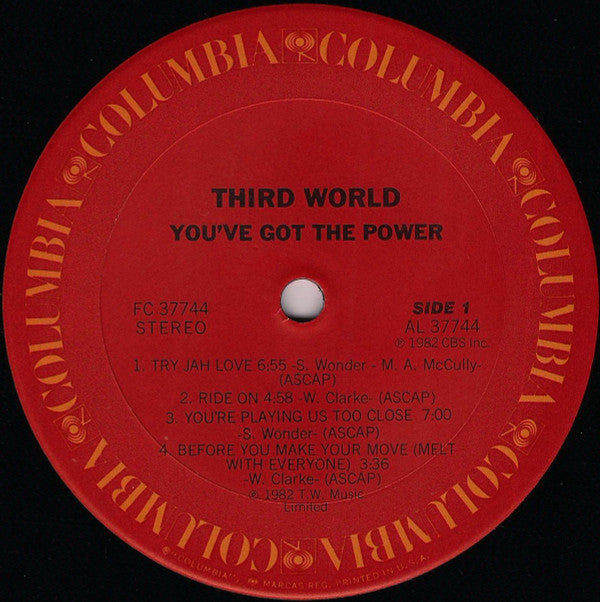 COLUMBIA COLUMBIA COLUMBIA COLUMBIA COLUMBIA COLUMBIA COLUMBIA COLUMBIA
THIRD WORLD
YOU'VE GOT THE POWER
FC 37744
STEREO
SIDE 1
AL 37744
℗ 1982 CBS Inc.
1. TRY JAH LOVE 6:55 -S. Wonder - M. A. McCully-
(ASCAP)
2. RIDE ON 4:58 -W. Clarke- (ASCAP)
3. YOU'RE PLAYING US TOO CLOSE 7:00
-S. Wonder- (ASCAP)
4. BEFORE YOU MAKE YOUR MOVE (MELT
WITH EVERYONE) 3:36
-W. Clarke- (ASCAP)
℗ 1982 T.W. Music
Limited
"COLUMBIA", MARCAS REG. PRINTED IN U.S.A.